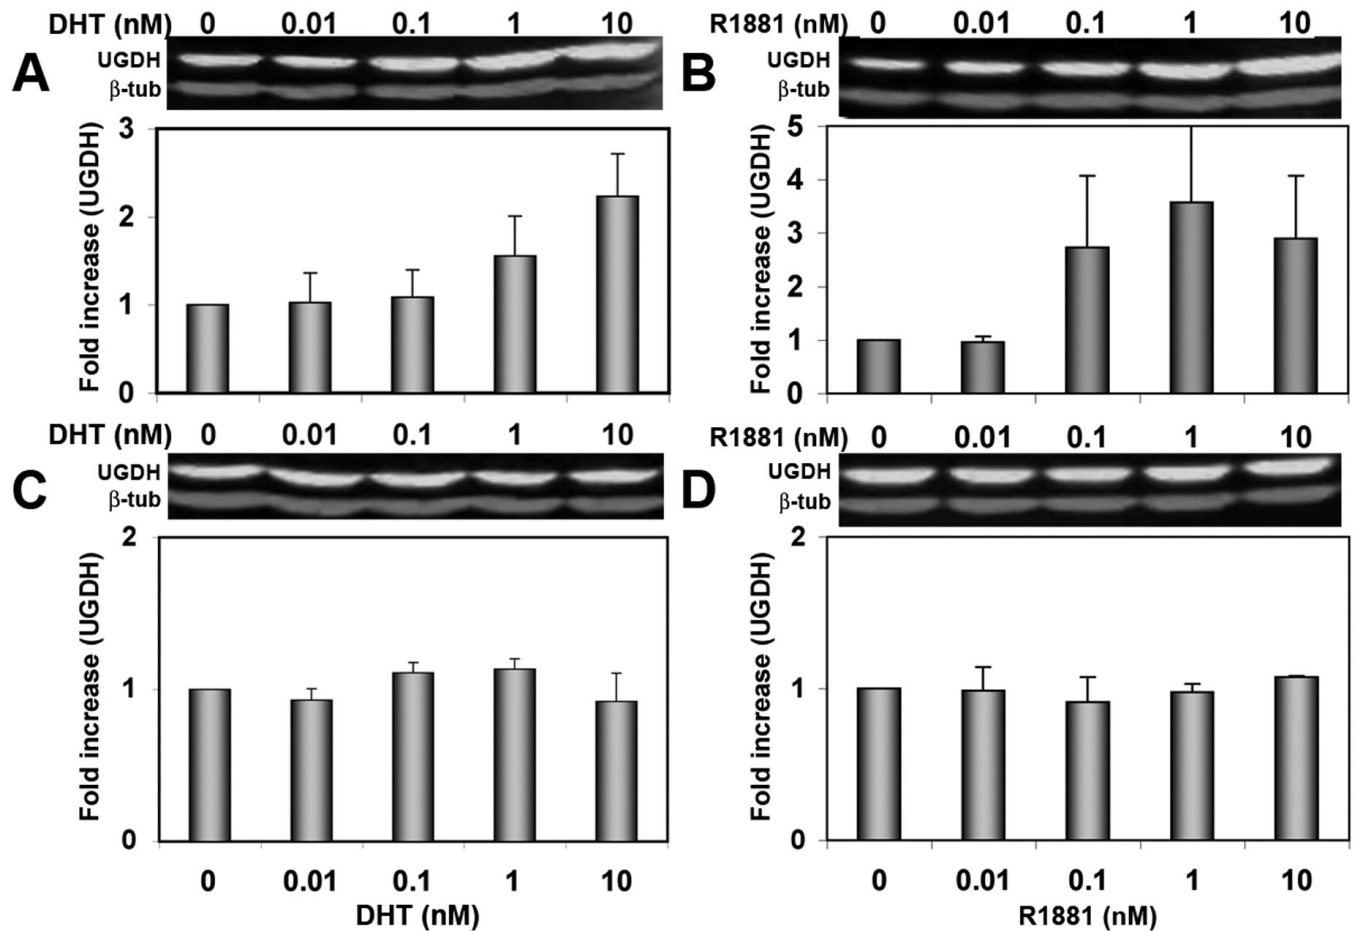 DHT (nM) 0 0.01 0.1 1 10
A
UGDH
β-tub
Fold increase (UGDH)
3
2
1
0
R1881 (nM) 0 0.01 0.1 1 10
B
UGDH
β-tub
Fold increase (UGDH)
5
4
3
2
1
0
DHT (nM) 0 0.01 0.1 1 10
C
UGDH
β-tub
Fold increase (UGDH)
2
1
0
0 0.01 0.1 1 10
DHT (nM)
R1881 (nM) 0 0.01 0.1 1 10
D
UGDH
β-tub
Fold increase (UGDH)
2
1
0
0 0.01 0.1 1 10
R1881 (nM)